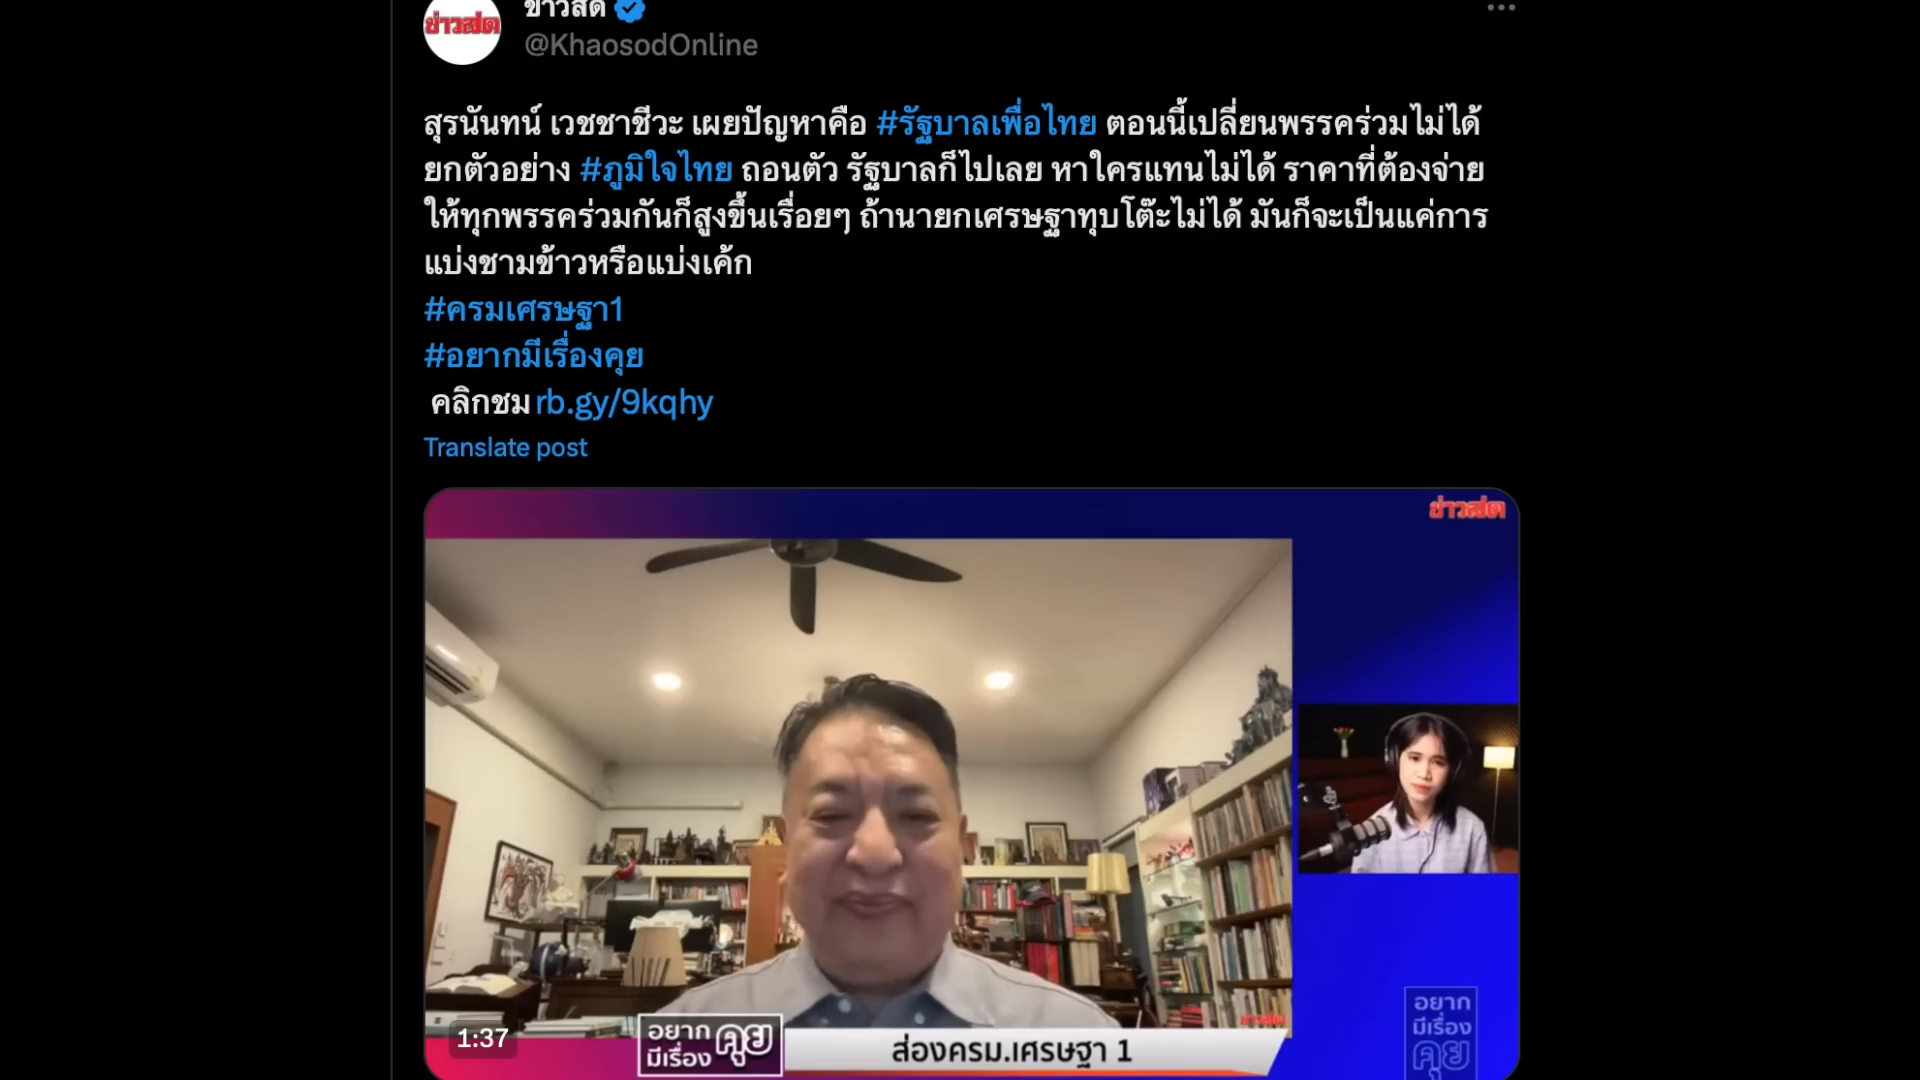 ข่าวสด
ข่าวสด
@KhaosodOnline
สุรนันทน์ เวชชาชีวะ เผยปัญหาคือ #รัฐบาลเพื่อไทย ตอนนี้เปลี่ยนพรรคร่วมไม่ได้
ยกตัวอย่าง #ภูมิใจไทย ถอนตัว รัฐบาลก็ไปเลย หาใครแทนไม่ได้ ราคาที่ต้องจ่าย
ให้ทุกพรรคร่วมกันก็สูงขึ้นเรื่อยๆ ถ้านายกเศรษฐาทุบโต๊ะไม่ได้ มันก็จะเป็นแค่การ
แบ่งชามข้าวหรือแบ่งเค้ก
#ครมเศรษฐา1
#อยากมีเรื่องคุย
คลิกชม rb.gy/9kqhy
Translate post
ข่าวสด
ข่าวสด
1:37
อยาก
มีเรื่อง
คุย
ส่องครม.เศรษฐา 1
อยาก
มีเรื่อง
คุย